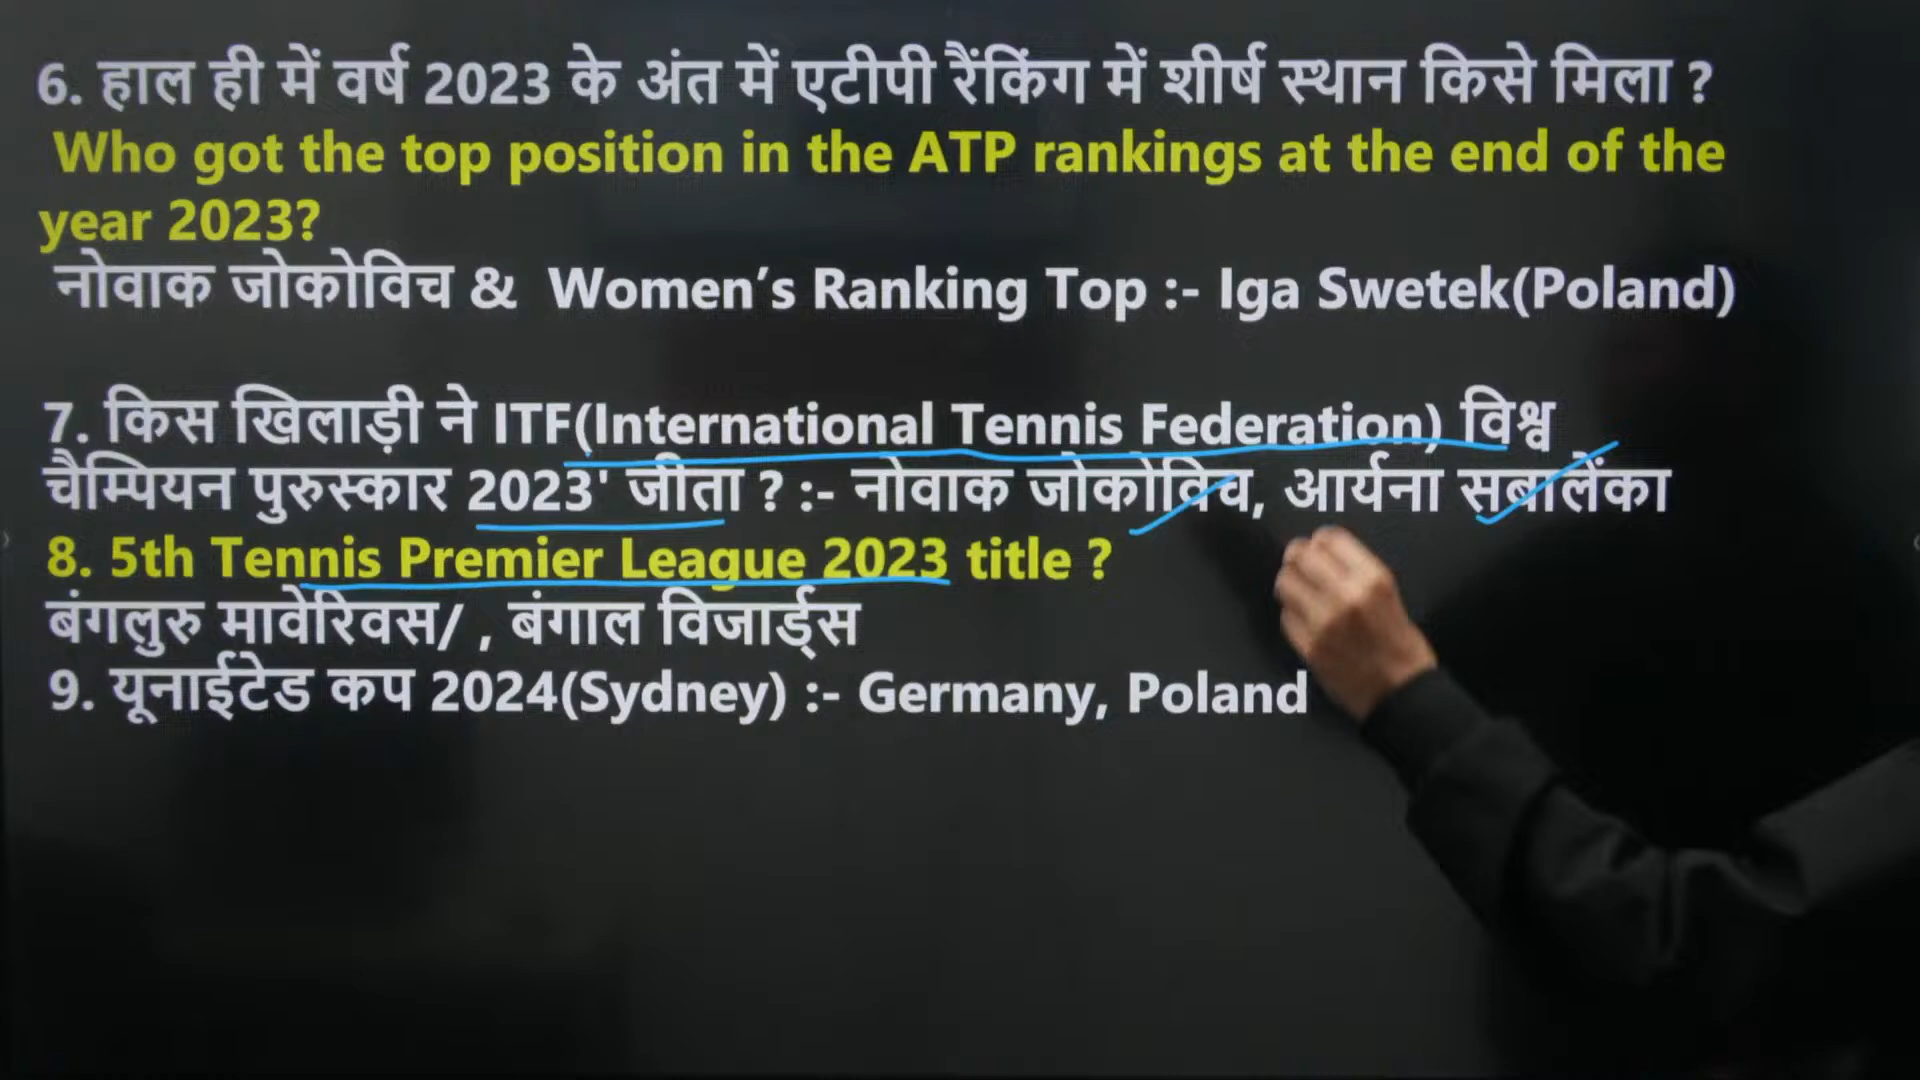 6. हाल ही में वर्ष 2023 के अंत में एटीपी रैंकिंग में शीर्ष स्थान किसे मिला ?
Who got the top position in the ATP rankings at the end of the
year 2023?
नोवाक जोकोविच & Women’s Ranking Top :- Iga Swetek(Poland)
7. किस खिलाड़ी ने ITF(International Tennis Federation) विश्व
चैम्पियन पुरुस्कार 2023' जीता ? :- नोवाक जोकोविच, आर्यना सबालेंका
8. 5th Tennis Premier League 2023 title ?
बंगलुरु मावेरिवस/ , बंगाल विजार्ड्स
9. यूनाईटेड कप 2024(Sydney) :- Germany, Poland